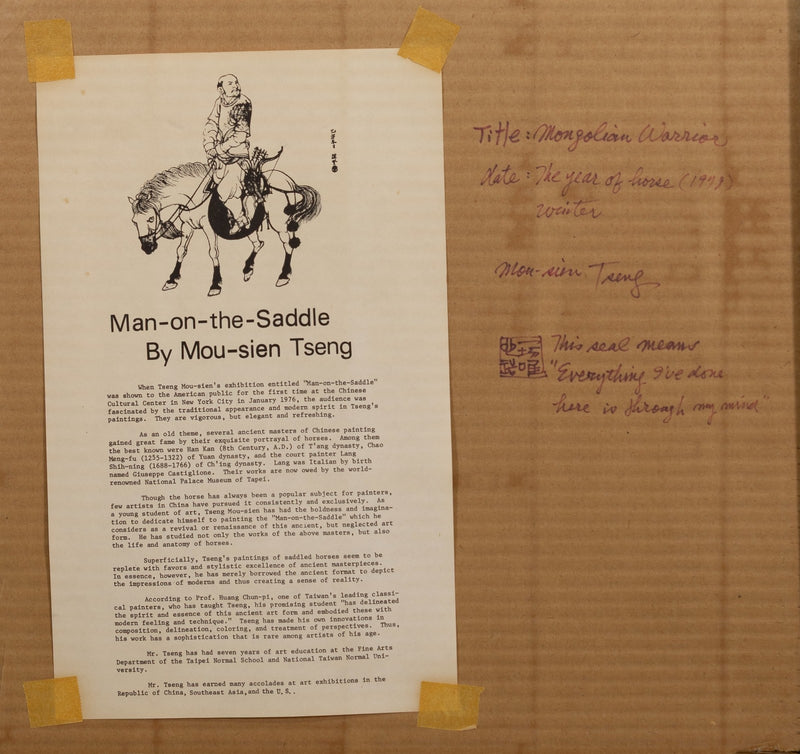 Man-on-the-Saddle
By Mou-sien Tseng
When Tseng Mou-sien's exhibition entitled "Man-on-the-Saddle"
was shown to the American public for the first time at the Chinese
Cultural Center in New York City in January 1976, the audience was
fascinated by the traditional appearance and modern spirit in Tseng's
paintings. They are vigorous, but elegant and refreshing.
As an old theme, several ancient masters of Chinese painting
gained great fame by their exquisite portrayal of horses. Among them
the best known were Han Kan (8th Century, A.D.) of T'ang dynasty, Chao
Meng-fu (1255-1322) of Yuan dynasty, and the court painter Lang
Shih-ning (1688-1766) of Ch'ing dynasty. Lang was Italian by birth
named Giuseppe Castiglione. Their works are now owed by the world-
renowned National Palace Museum of Tapei.
Though the horse has always been a popular subject for painters,
few artists in China have pursued it consistently and exclusively. As
a young student of art, Tseng Mou-sien has had the boldness and imagina-
tion to dedicate himself to painting the "Man-on-the-Saddle" which he
considers as a revival or renaissance of this ancient, but neglected art
form. He has studied not only the works of the above masters, but also
the life and anatomy of horses.
Superficially, Tseng's paintings of saddled horses seem to be
replete with favors and stylistic excellence of ancient masterpieces.
In essence, however, he has merely borrowed the ancient format to depict
the impressions of moderns and thus creating a sense of reality.
According to Prof. Huang Chun-pi, one of Taiwan's leading classi-
cal painters, who has taught Tseng, his promising student "has delineated
the spirit and essence of this ancient art form and embodied these with
modern feeling and technique." Tseng has made his own innovations in
composition, delineation, coloring, and treatment of perspectives. Thus,
his work has a sophistication that is rare among artists of his age.
Mr. Tseng has had seven years of art education at the Fine Arts
Department of the Taipei Normal School and National Taiwan Normal Uni-
versity.
Mr. Tseng has earned many accolades at art exhibitions in the
Republic of China, Southeast Asia,and the U.S..
Title: Mongolian Warrior
date: The year of horse (1978)
winter
Mou-sien Tseng
This seal means
"Everything I've done
here is through my mind"